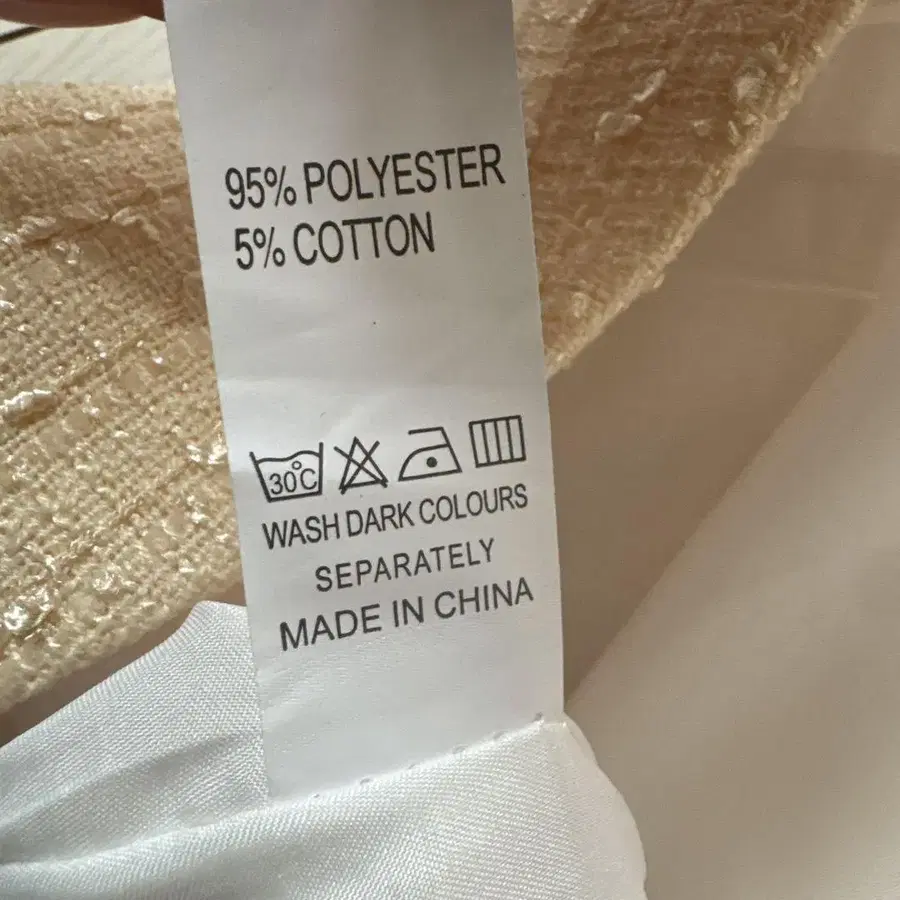 95% POLYESTER
5% COTTON
30°C
WASH DARK COLOURS
SEPARATELY
MADE IN CHINA